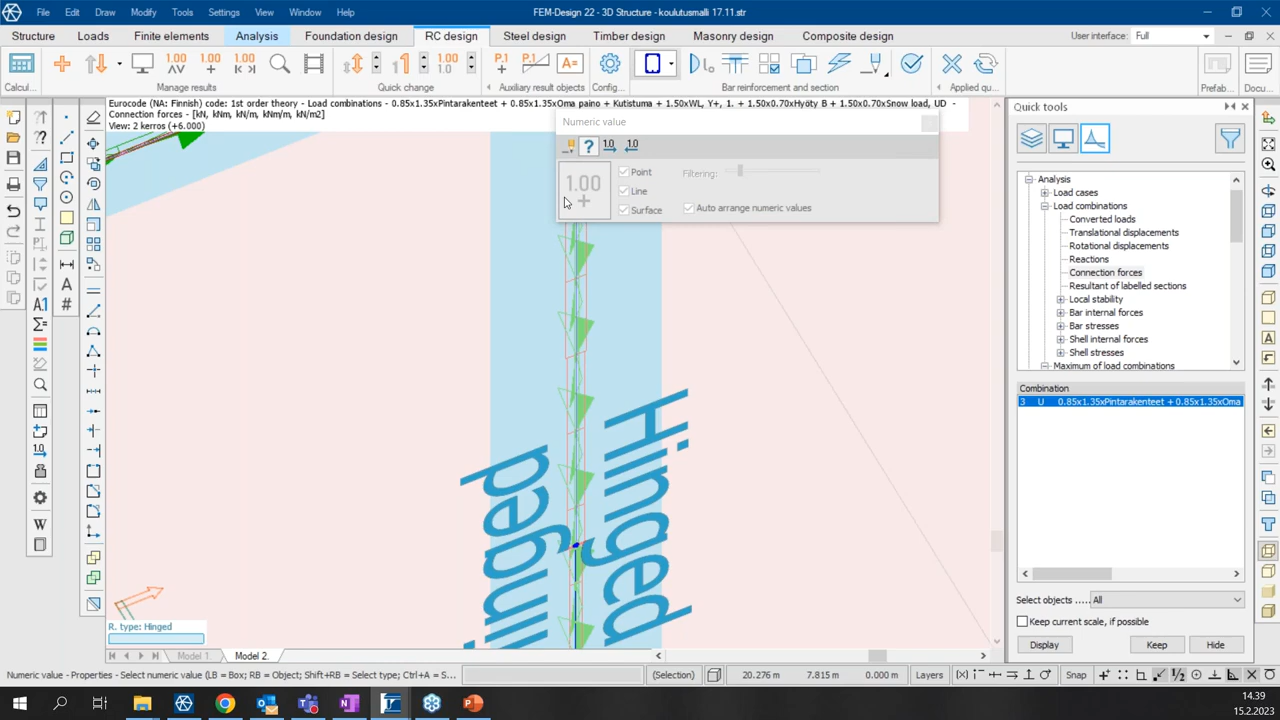 File Edit Draw Modify Tools Settings View Window Help
FEM-Design 22 - 3D Structure - koulutusmalli 17.11.str
Structure Loads Finite elements Analysis Foundation design RC design Steel design Timber design Masonry design Composite design
User interface: Full
Calcul...
Manage results
Quick change
Auxiliary result objects
Config...
Bar reinforcement and section
Applied qu...
Prefab...
Docu...
Eurocode (NA: Finnish) code: 1st order theory - Load combinations - 0.85x1.35xPintarakenteet + 0.85x1.35xOma paino + Kutistuma + 1.50xWL, Y+, 1. + 1.50x0.70xHyöty B + 1.50x0.70xSnow load, UD -
Connection forces - [kN, kNm, kN/m, kNm/m, kN/m2]
View: 2 kerros (+6.000)
Numeric value
1.00
Point
Line
Surface
Filtering:
Auto arrange numeric values
Hinged
Hinged
R. type: Hinged
Model 1. Model 2.
Quick tools
Analysis
Load cases
Load combinations
Converted loads
Translational displacements
Rotational displacements
Reactions
Connection forces
Resultant of labelled sections
Local stability
Bar internal forces
Bar stresses
Shell internal forces
Shell stresses
Maximum of load combinations
Combination
3 U 0.85x1.35xPintarakenteet + 0.85x1.35xOma
Select objects ..... All
Keep current scale, if possible
Display Keep Hide
Numeric value - Properties - Select numeric value (LB = Box; RB = Object; Shift+RB = Select type; Ctrl+A = S...
(Selection) 20.276 m 7.815 m 0.000 m Layers Snap
14.39
15.2.2023